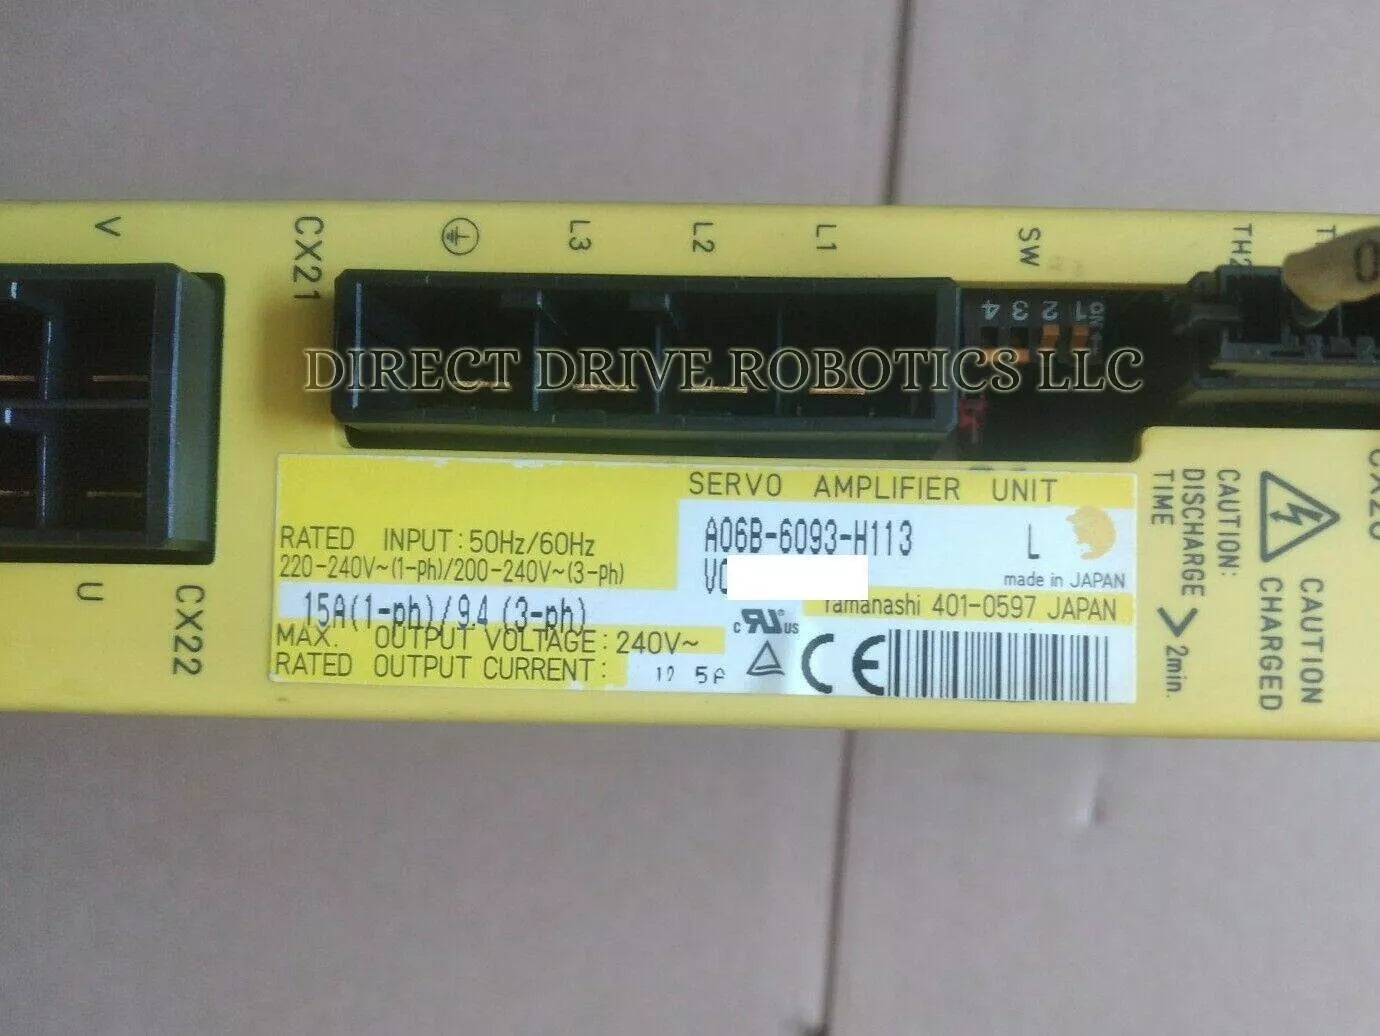 V
CX21
L3
L2
L1
SW
TH2
4 3 2 1
ON
DIRECT DRIVE ROBOTICS LLC
U
CX22
SERVO AMPLIFIER UNIT
A06B-6093-H113
L
made in JAPAN
Yamanashi 401-0597 JAPAN
RATED INPUT: 50Hz/60Hz
220-240V~(1-ph)/200-240V~(3-ph)
15A(1-ph)/9.4 (3-ph)
MAX. OUTPUT VOLTAGE: 240V~
RATED OUTPUT CURRENT:
c RU US
CE
CAUTION:
DISCHARGE
TIME > 2min.
CAUTION
CHARGED